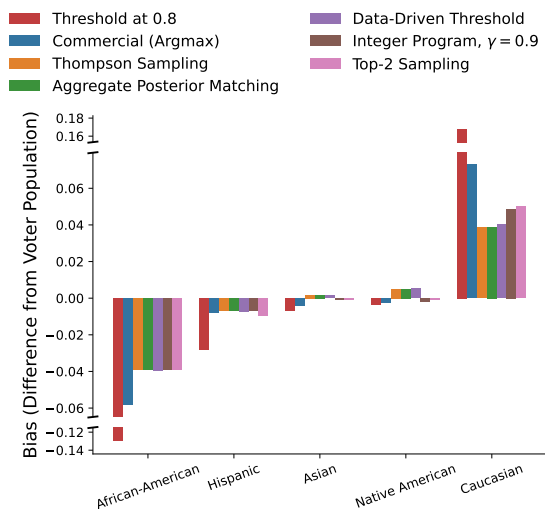 Threshold at 0.8
Commercial (Argmax)
Thompson Sampling
Aggregate Posterior Matching
Data-Driven Threshold
Integer Program, γ = 0.9
Top-2 Sampling
Bias (Difference from Voter Population)
0.18
0.16
0.06
0.04
0.02
0.00
−0.02
−0.04
−0.06
−0.12
−0.14
African-American
Hispanic
Asian
Native American
Caucasian